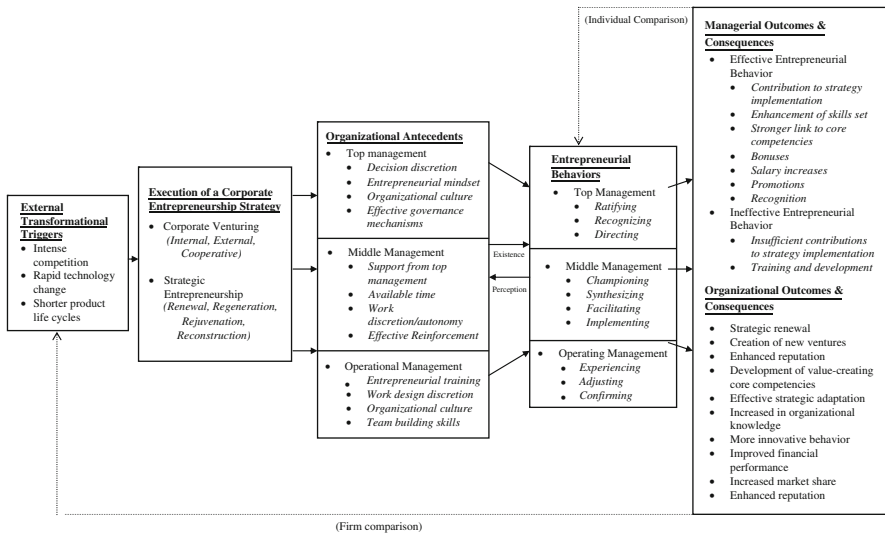 (Individual Comparison)
External
Transformational
Triggers
• Intense
competition
• Rapid technology
change
• Shorter product
life cycles
Execution of a Corporate
Entrepreneurship Strategy
• Corporate Venturing
(Internal, External,
Cooperative)
• Strategic
Entrepreneurship
(Renewal, Regeneration,
Rejuvenation,
Reconstruction)
Organizational Antecedents
• Top management
• Decision discretion
• Entrepreneurial mindset
• Organizational culture
• Effective governance
mechanisms
• Middle Management
• Support from top
management
• Available time
• Work
discretion/autonomy
• Effective Reinforcement
• Operational Management
• Entrepreneurial training
• Work design discretion
• Organizational culture
• Team building skills
Existence
Perception
Entrepreneurial
Behaviors
• Top Management
• Ratifying
• Recognizing
• Directing
• Middle Management
• Championing
• Synthesizing
• Facilitating
• Implementing
• Operating Management
• Experiencing
• Adjusting
• Confirming
Managerial Outcomes &
Consequences
• Effective Entrepreneurial
Behavior
• Contribution to strategy
implementation
• Enhancement of skills set
• Stronger link to core
competencies
• Bonuses
• Salary increases
• Promotions
• Recognition
• Ineffective Entrepreneurial
Behavior
• Insufficient contributions
to strategy implementation
• Training and development
Organizational Outcomes &
Consequences
• Strategic renewal
• Creation of new ventures
• Enhanced reputation
• Development of value-creating
core competencies
• Effective strategic adaptation
• Increased in organizational
knowledge
• More innovative behavior
• Improved financial
performance
• Increased market share
• Enhanced reputation
(Firm comparison)